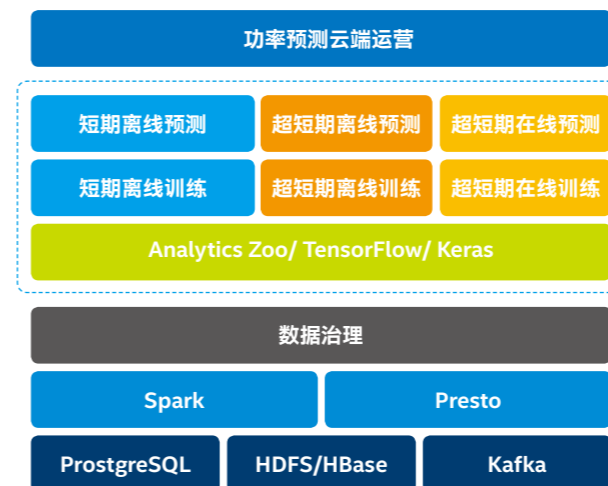 功率预测云端运营
短期离线预测 超短期离线预测 超短期在线预测
短期离线训练 超短期离线训练 超短期在线训练
Analytics Zoo/ TensorFlow/ Keras
数据治理
Spark Presto
ProstgreSQL HDFS/HBase Kafka